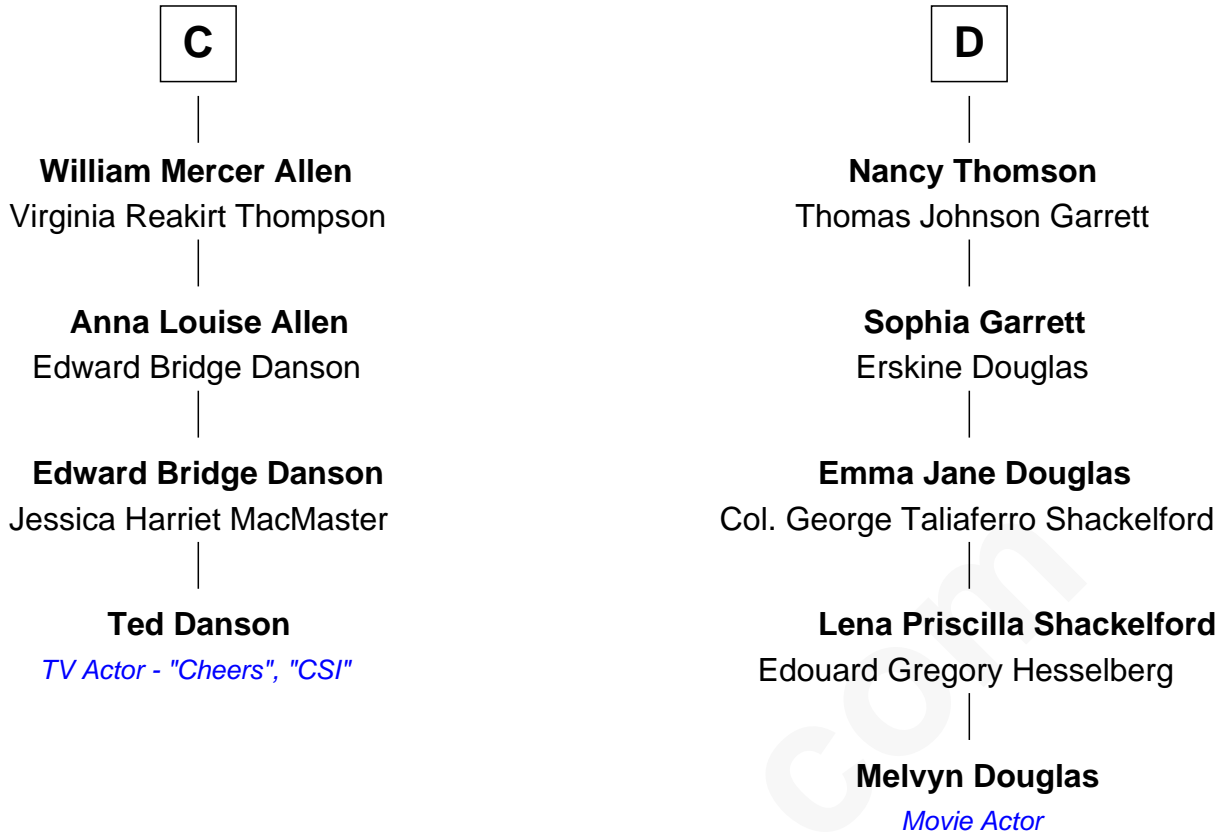 C
William Mercer Allen
Virginia Reakirt Thompson
Anna Louise Allen
Edward Bridge Danson
Edward Bridge Danson
Jessica Harriet MacMaster
Ted Danson
TV Actor - "Cheers", "CSI"
D
Nancy Thomson
Thomas Johnson Garrett
Sophia Garrett
Erskine Douglas
Emma Jane Douglas
Col. George Taliaferro Shackelford
Lena Priscilla Shackelford
Edouard Gregory Hesselberg
Melvyn Douglas
Movie Actor
com